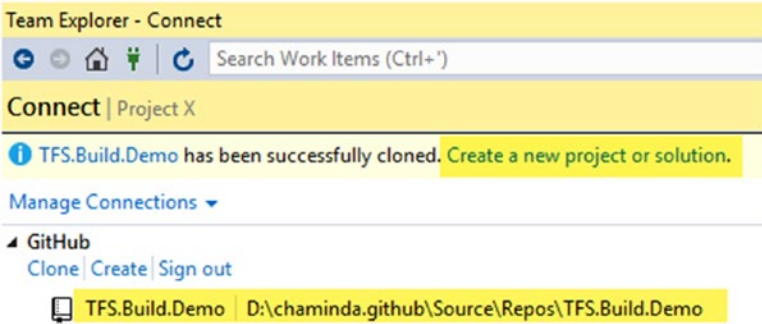 Team Explorer - Connect
Search Work Items (Ctrl+')
Connect | Project X
TFS.Build.Demo has been successfully cloned. Create a new project or solution.
Manage Connections
GitHub
Clone | Create | Sign out
TFS.Build.Demo | D:\chaminda.github\Source\Repos\TFS.Build.Demo